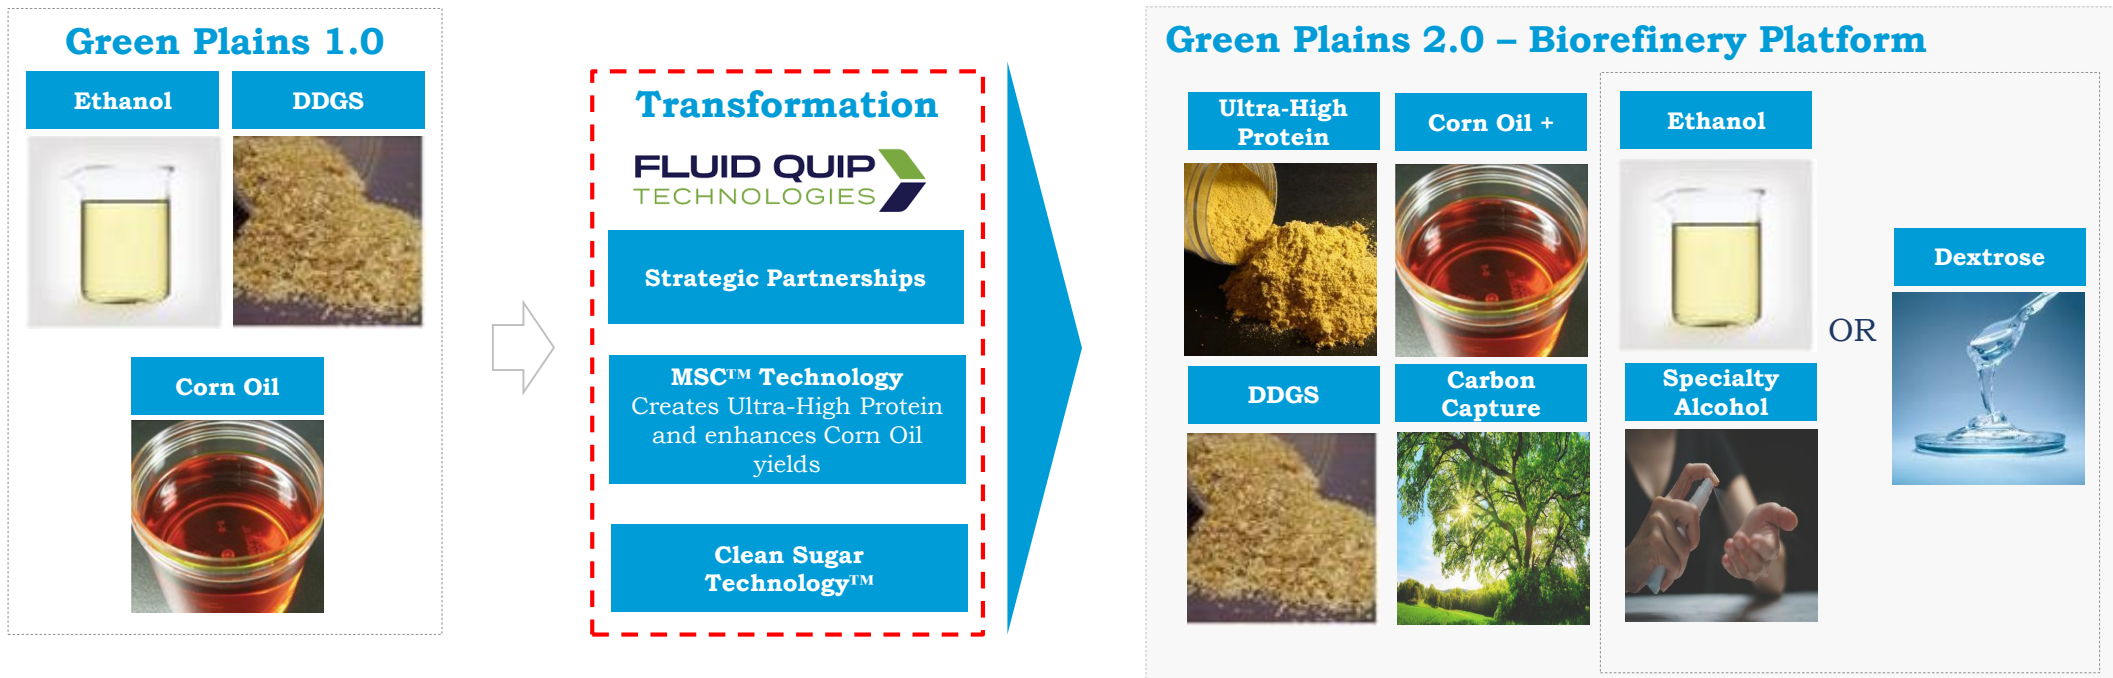 Green Plains 1.0
Ethanol
DDGS
Corn Oil
Transformation
FLUID QUIP
TECHNOLOGIES
Strategic Partnerships
MSC™ Technology
Creates Ultra-High Protein
and enhances Corn Oil
yields
Clean Sugar
Technology™
Green Plains 2.0 – Biorefinery Platform
Ultra-High
Protein
Corn Oil +
DDGS
Carbon
Capture
Ethanol
Specialty
Alcohol
OR
Dextrose